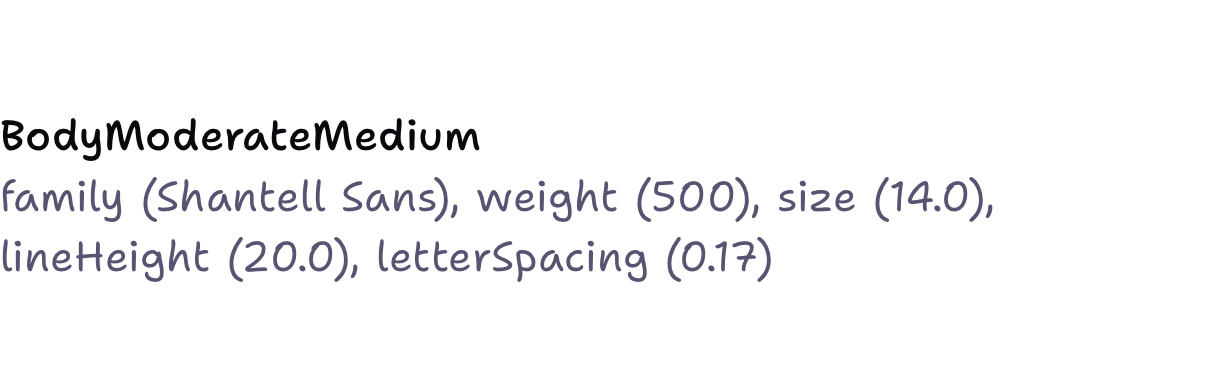 BodyModerateMedium
family (Shantell Sans), weight (500), size (14.0),
lineHeight (20.0), letterSpacing (0.17)